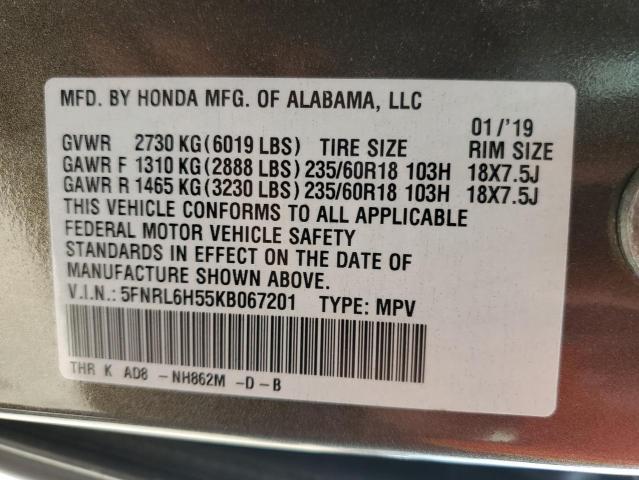 MFD. BY HONDA MFG. OF ALABAMA, LLC
01/'19
GVWR 2730 KG(6019 LBS) TIRE SIZE RIM SIZE
GAWR F 1310 KG(2888 LBS)235/60R18 103H 18X7.5J
GAWR R 1465 KG(3230 LBS)235/60R18 103H 18X7.5J
THIS VEHICLE CONFORMS TO ALL APPLICABLE
FEDERAL MOTOR VEHICLE SAFETY
STANDARDS IN EFFECT ON THE DATE OF
MANUFACTURE SHOWN ABOVE.
V.I.N.: 5FNRL6H55KB067201 TYPE: MPV
THR K AD8 - NH862M -D-B